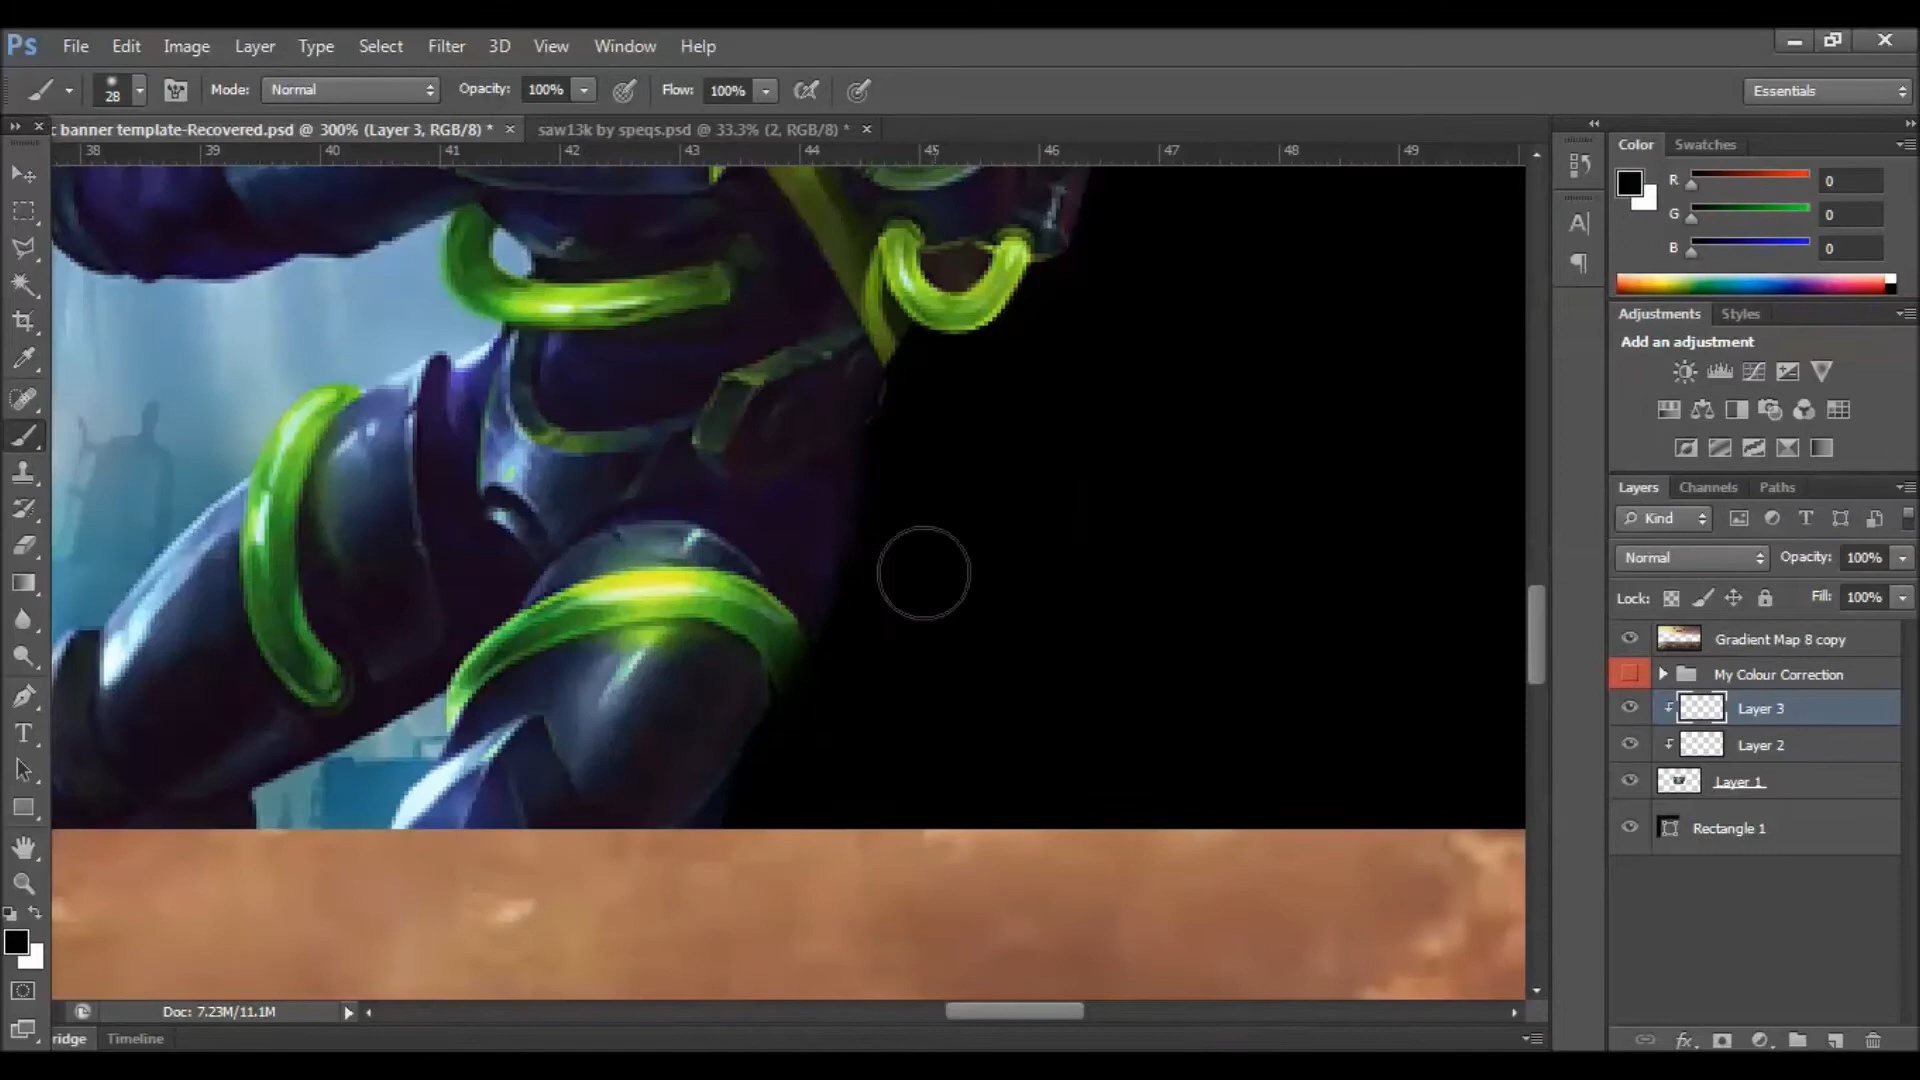 Ps File Edit Image Layer Type Select Filter 3D View Window Help
28 Mode: Normal Opacity: 100% Flow: 100% Essentials
: banner template-Recovered.psd @ 300% (Layer 3, RGB/8) * × saw13k by speqs.psd @ 33.3% (2, RGB/8) * ×
38 39 40 41 42 43 44 45 46 47 48 49
Color Swatches
R 0
G 0
B 0
Adjustments Styles
Add an adjustment
Layers Channels Paths
Kind
Normal Opacity: 100%
Lock: Fill: 100%
Gradient Map 8 copy
My Colour Correction
Layer 3
Layer 2
Layer 1
Rectangle 1
Doc: 7.23M/11.1M
ridge Timeline
fx